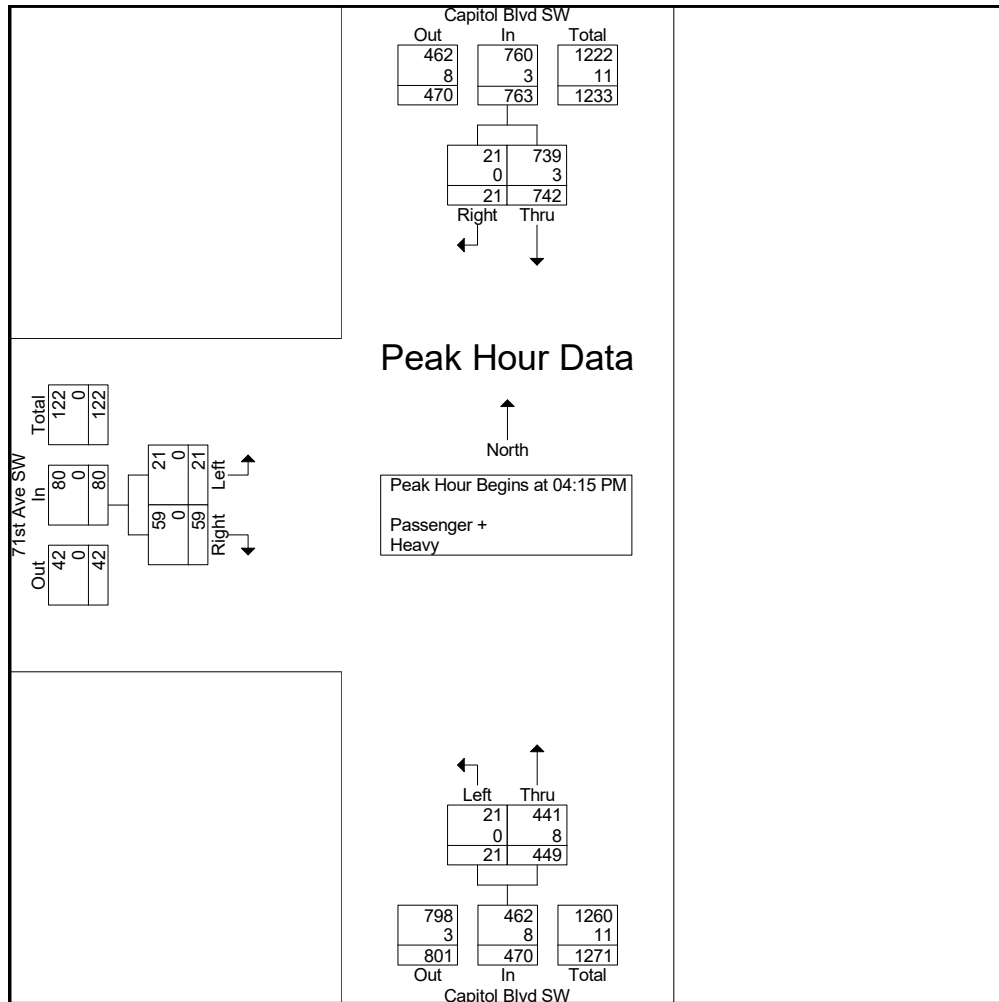 Capitol Blvd SW
Out In Total
462 760 1222
8 3 11
470 763 1233
21 739
0 3
21 742
Right Thru
Peak Hour Data
North
Peak Hour Begins at 04:15 PM
Passenger +
Heavy
71st Ave SW
Out In Total
42 80 122
0 0 0
42 80 122
Right Left
59 21
0 0
59 21
Left Thru
21 441
0 8
21 449
798 462 1260
3 8 11
801 470 1271
Out In Total
Capitol Blvd SW